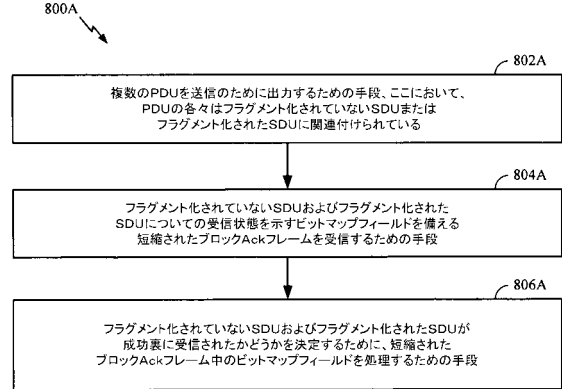 800A
802A
複数のPDUを送信のために出力するための手段、ここにおいて、
PDUの各々はフラグメント化されていないSDUまたは
フラグメント化されたSDUに関連付けられている
804A
フラグメント化されていないSDUおよびフラグメント化された
SDUについての受信状態を示すビットマップフィールドを備える
短縮されたブロックAckフレームを受信するための手段
806A
フラグメント化されていないSDUおよびフラグメント化されたSDUが
成功裏に受信されたかどうかを決定するために、短縮された
ブロックAckフレーム中のビットマップフィールドを処理するための手段